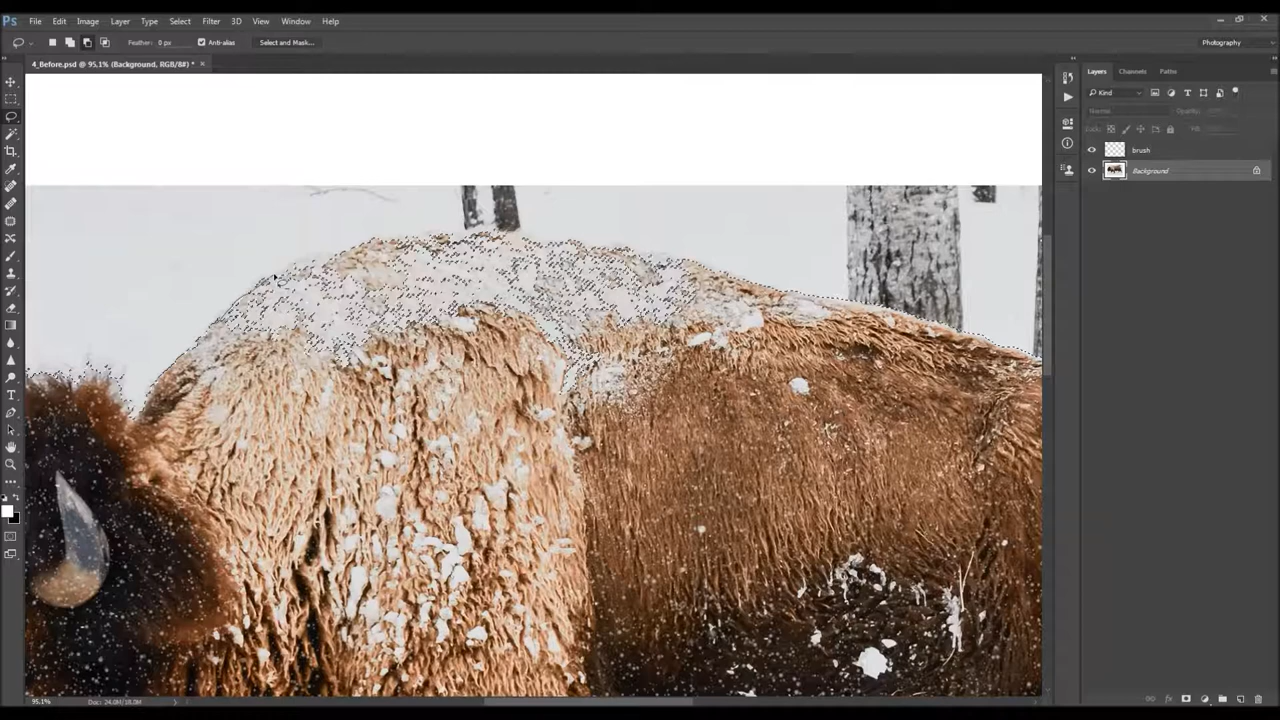 Ps File Edit Image Layer Type Select Filter 3D View Window Help
Feather: 0 px Anti-alias Select and Mask... Photography
4_Before.psd @ 95.1% (Background, RGB/8#) * ×
Layers Channels Paths
Kind
Normal Opacity:
Lock: Fill:
brush
Background
95.1% Doc: 24.0M/18.0M